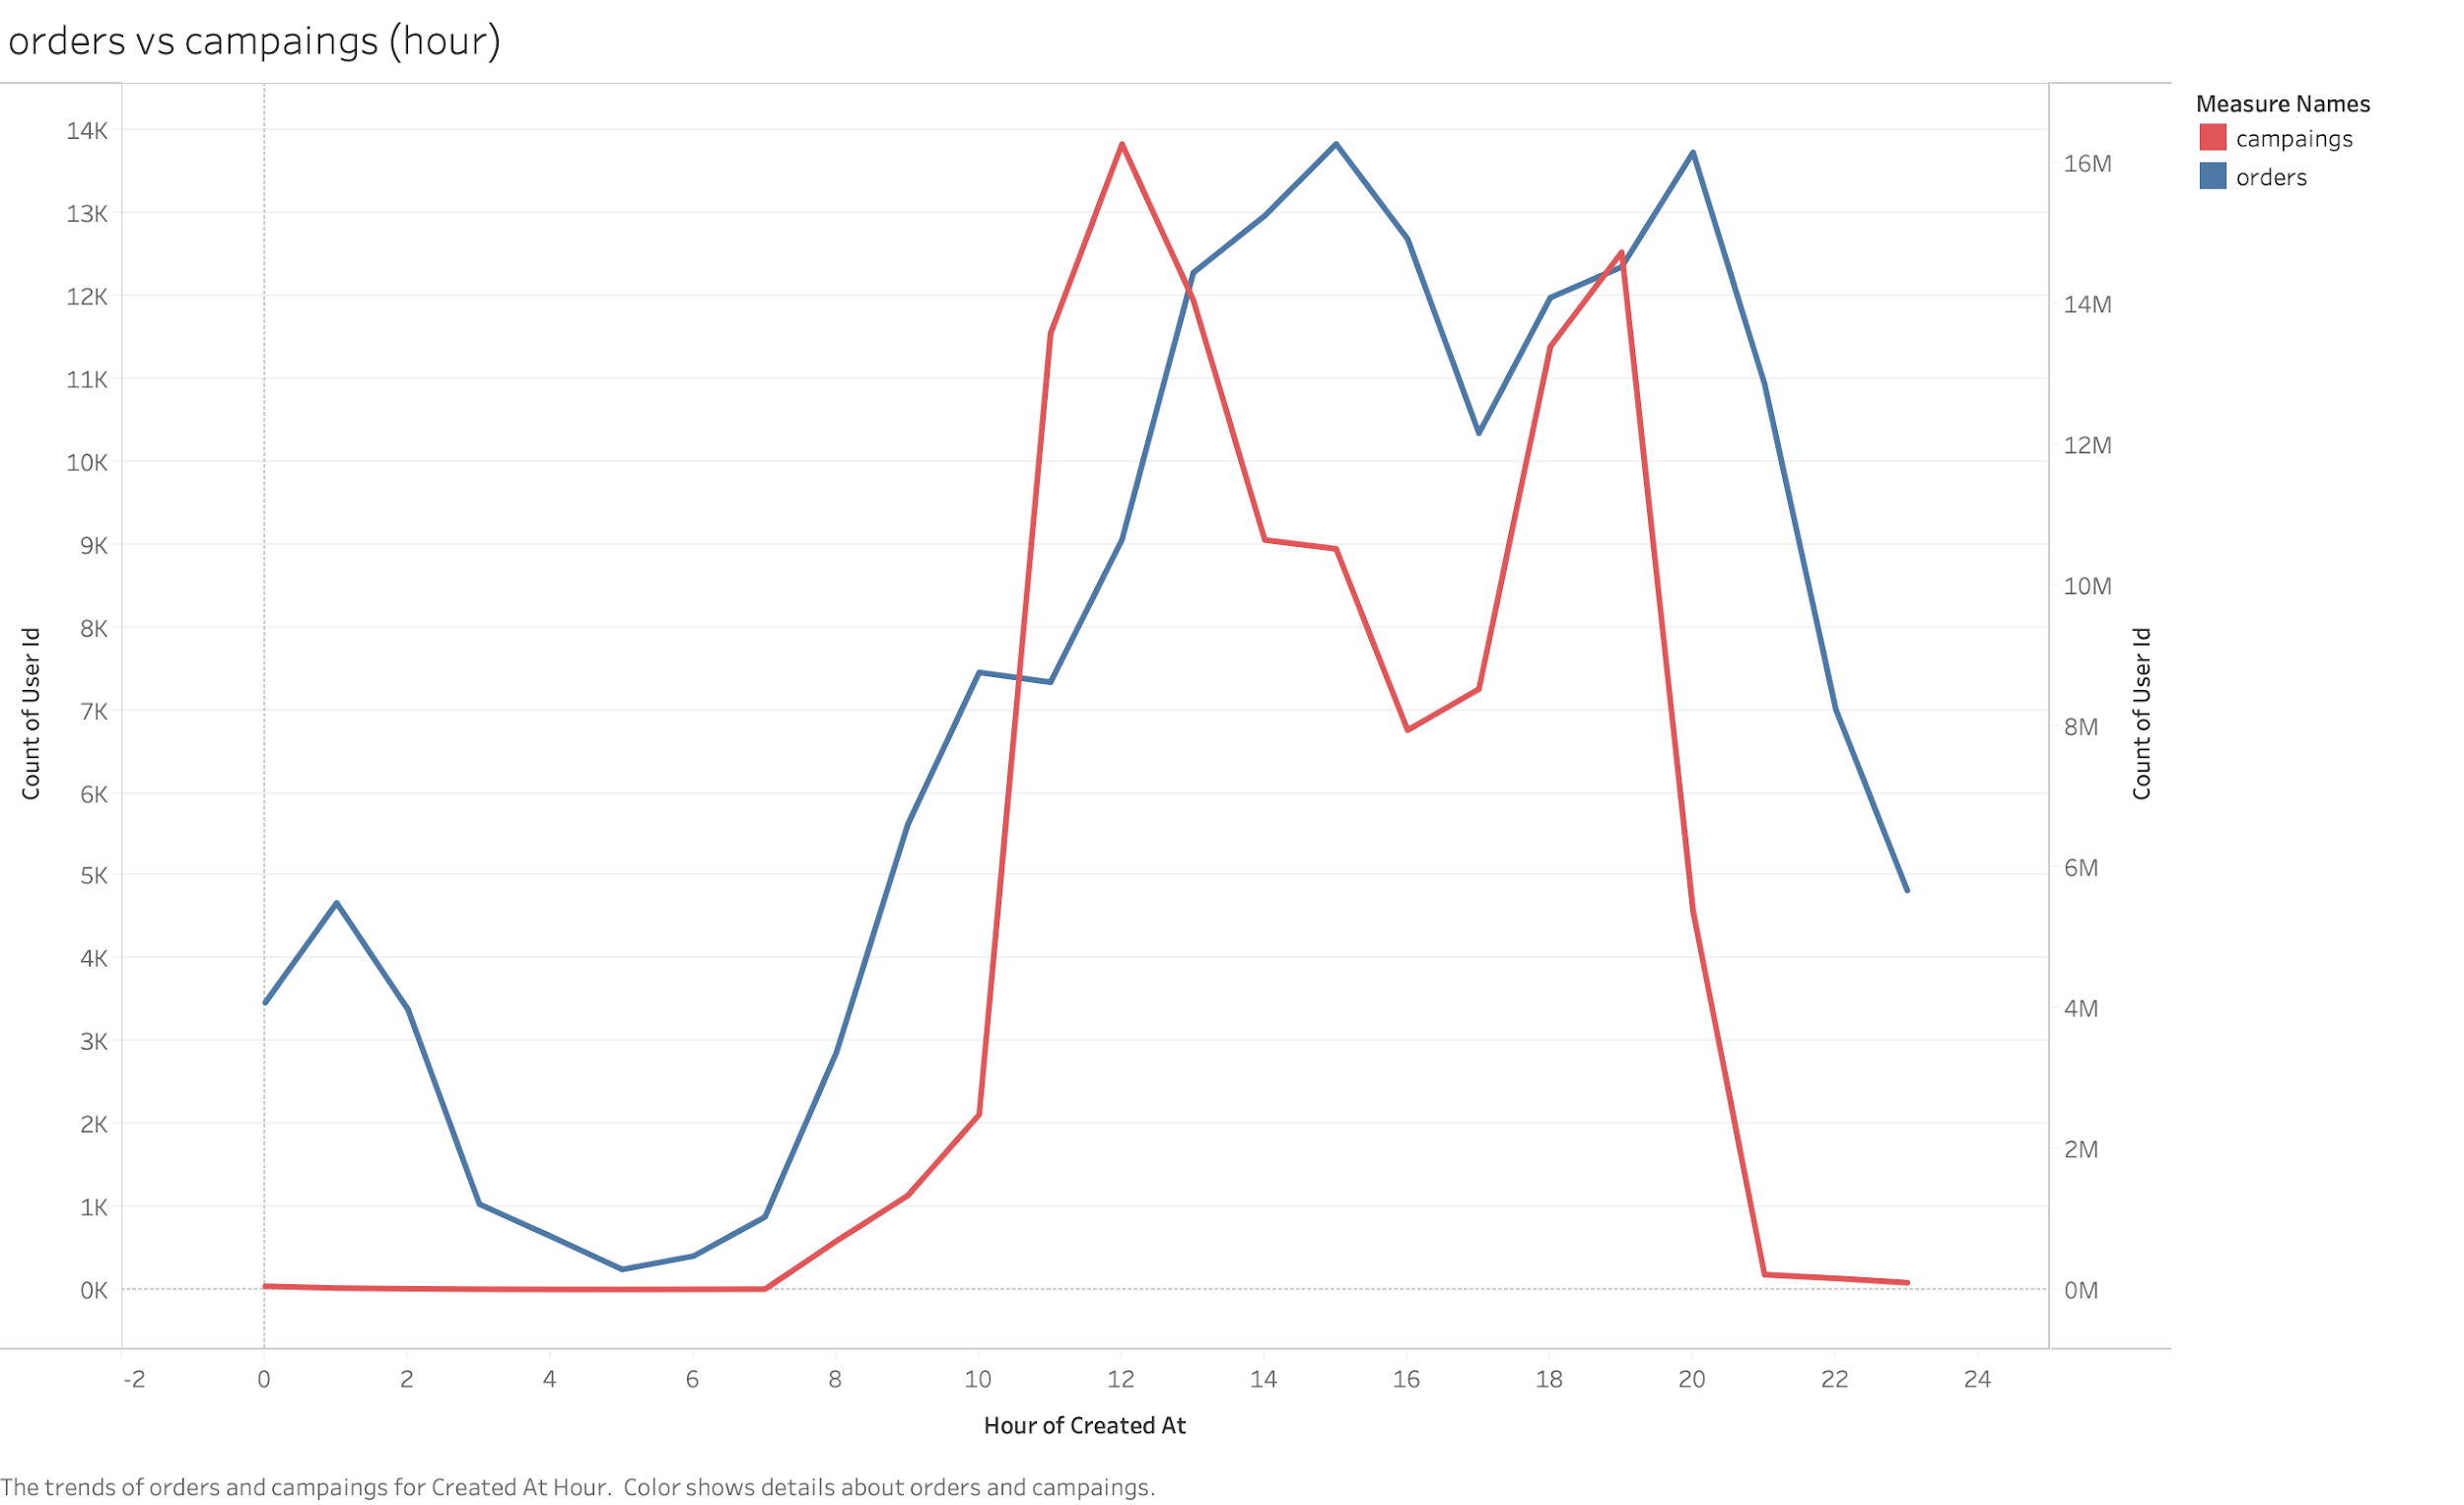 orders vs campaings (hour)
Measure Names
campaings
orders
14K
13K
12K
11K
10K
9K
8K
7K
6K
5K
4K
3K
2K
1K
0K
Count of User Id
16M
14M
12M
10M
8M
6M
4M
2M
0M
Count of User Id
-2 0 2 4 6 8 10 12 14 16 18 20 22 24
Hour of Created At
The trends of orders and campaings for Created At Hour. Color shows details about orders and campaings.